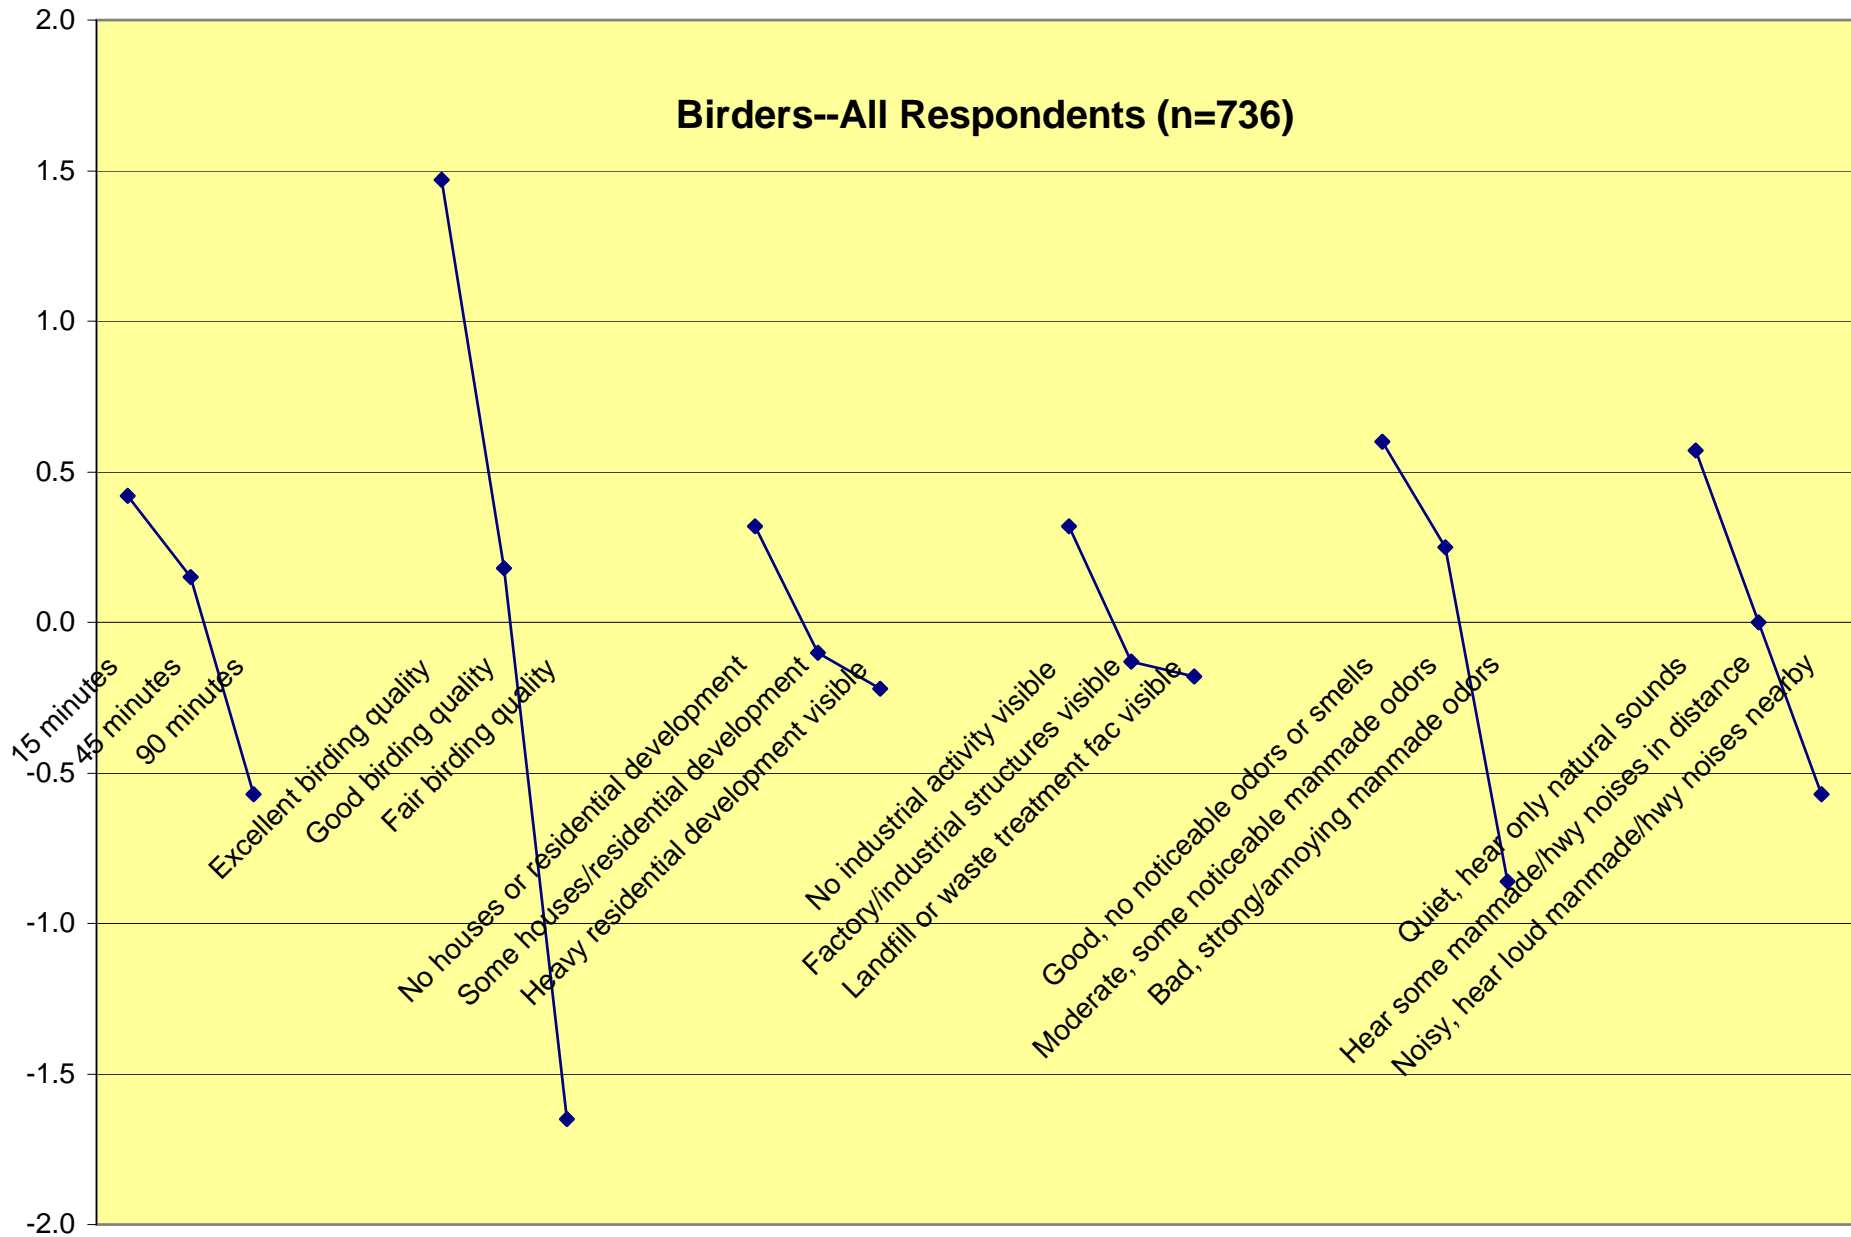 2.0
Birders--All Respondents (n=736)
1.5
1.0
0.5
0.0
-0.5
-1.0
-1.5
-2.0
15 minutes
45 minutes
90 minutes
Excellent birding quality
Good birding quality
Fair birding quality
No houses or residential development
Some houses/residential development
Heavy residential development visible
No industrial activity visible
Factory/industrial structures visible
Landfill or waste treatment fac visible
Good, no noticeable odors or smells
Moderate, some noticeable manmade odors
Bad, strong/annoying manmade odors
Quiet, hear only natural sounds
Hear some manmade/hwy noises in distance
Noisy, hear loud manmade/hwy noises nearby